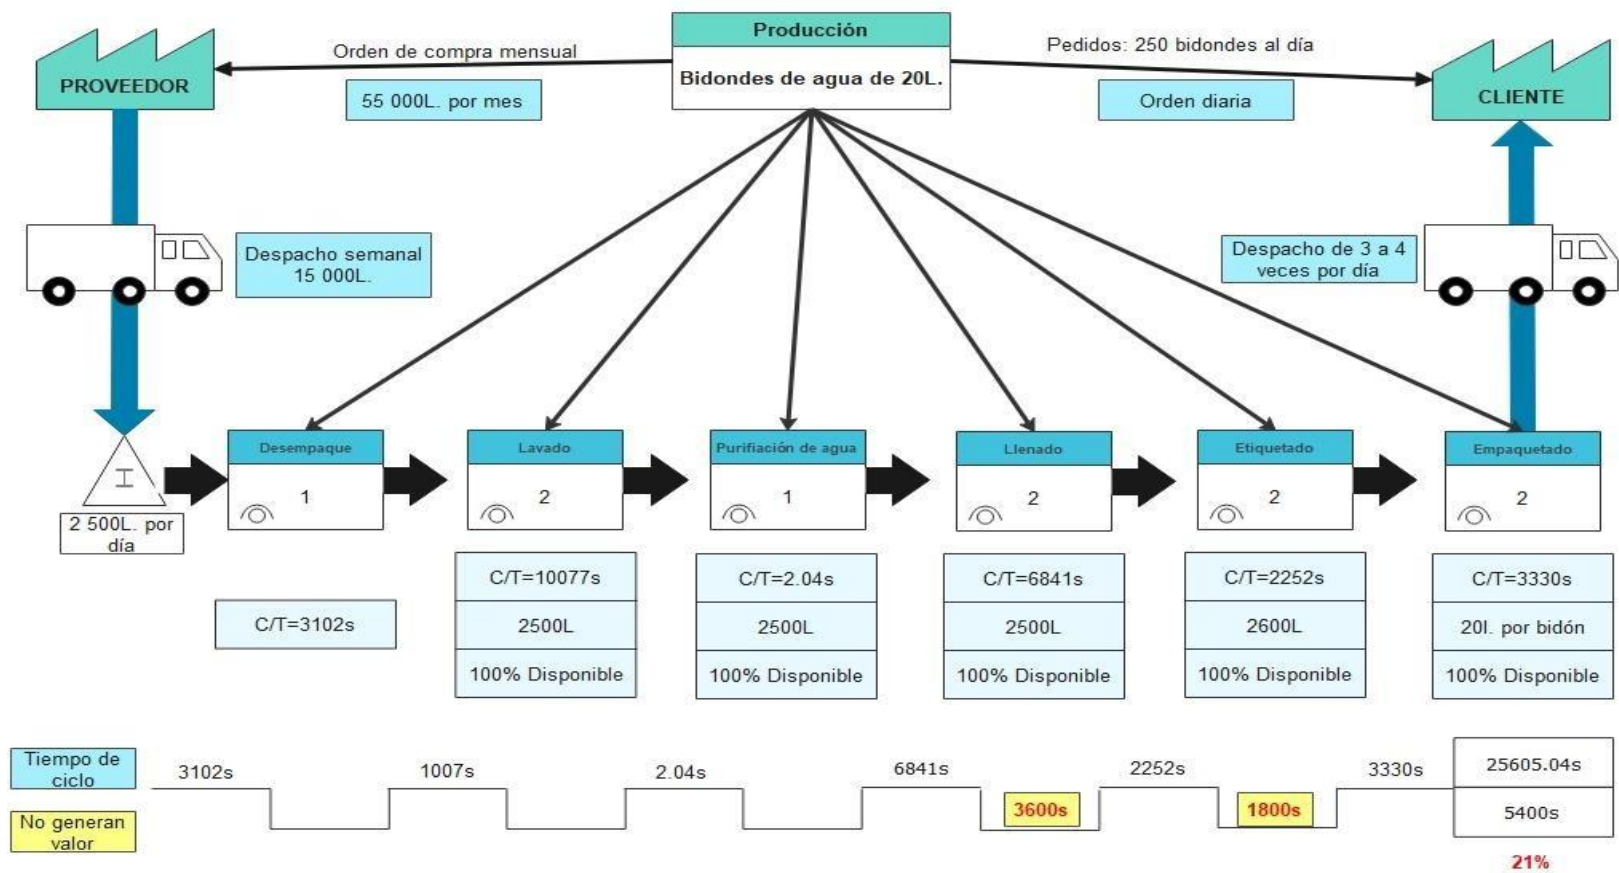 Producción
Bidondes de agua de 20L.
PROVEEDOR
Orden de compra mensual
55 000L. por mes
Pedidos: 250 bidondes al día
Orden diaria
CLIENTE
Despacho semanal
15 000L.
Despacho de 3 a 4
veces por día
I
2 500L. por
día
Desempaque
1
Lavado
2
Purifiación de agua
1
Llenado
2
Etiquetado
2
Empaquetado
2
C/T=3102s
C/T=10077s
2500L
100% Disponible
C/T=2.04s
2500L
100% Disponible
C/T=6841s
2500L
100% Disponible
C/T=2252s
2600L
100% Disponible
C/T=3330s
20l. por bidón
100% Disponible
Tiempo de
ciclo
3102s
1007s
2.04s
6841s
2252s
3330s
25605.04s
No generan
valor
3600s
1800s
5400s
21%